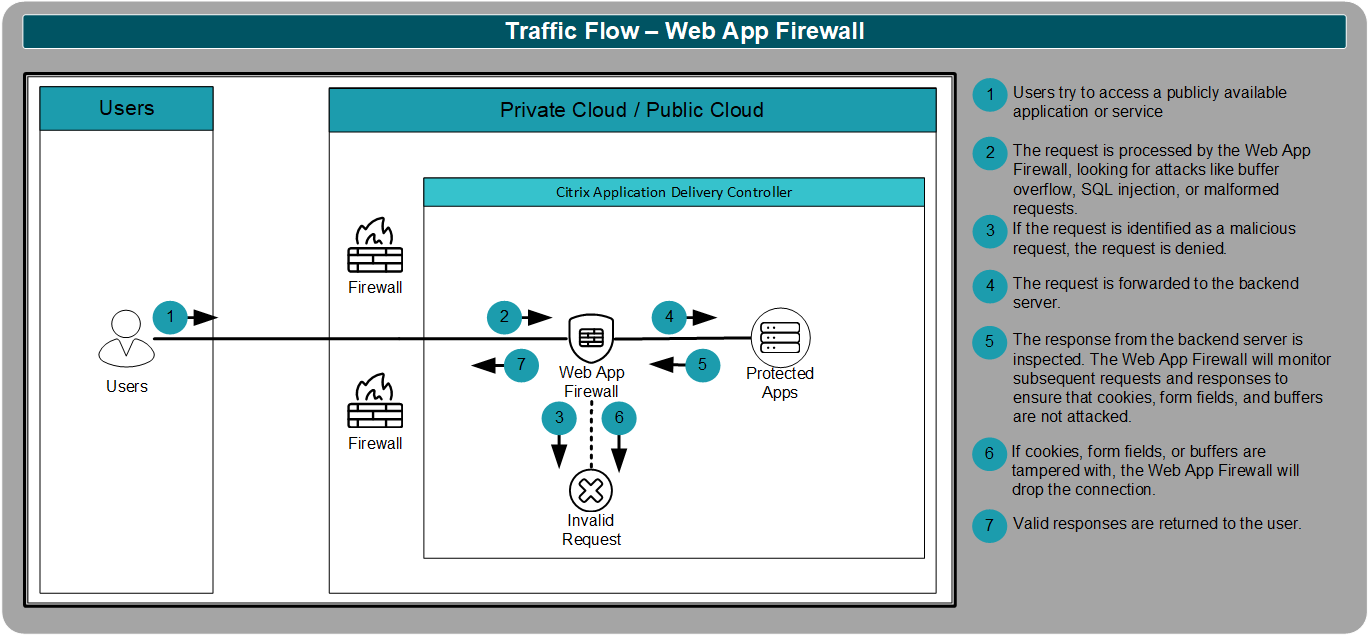 Traffic Flow – Web App Firewall
Users
Private Cloud / Public Cloud
Citrix Application Delivery Controller
Firewall
1
2
4
7
5
Users
Web App
Firewall
Protected
Apps
Firewall
3
6
Invalid
Request
1
Users try to access a publicly available
application or service
2
The request is processed by the Web App
Firewall, looking for attacks like buffer
overflow, SQL injection, or malformed
requests.
3
If the request is identified as a malicious
request, the request is denied.
4
The request is forwarded to the backend
server.
5
The response from the backend server is
inspected. The Web App Firewall will monitor
subsequent requests and responses to
ensure that cookies, form fields, and buffers
are not attacked.
6
If cookies, form fields, or buffers are
tampered with, the Web App Firewall will
drop the connection.
7
Valid responses are returned to the user.